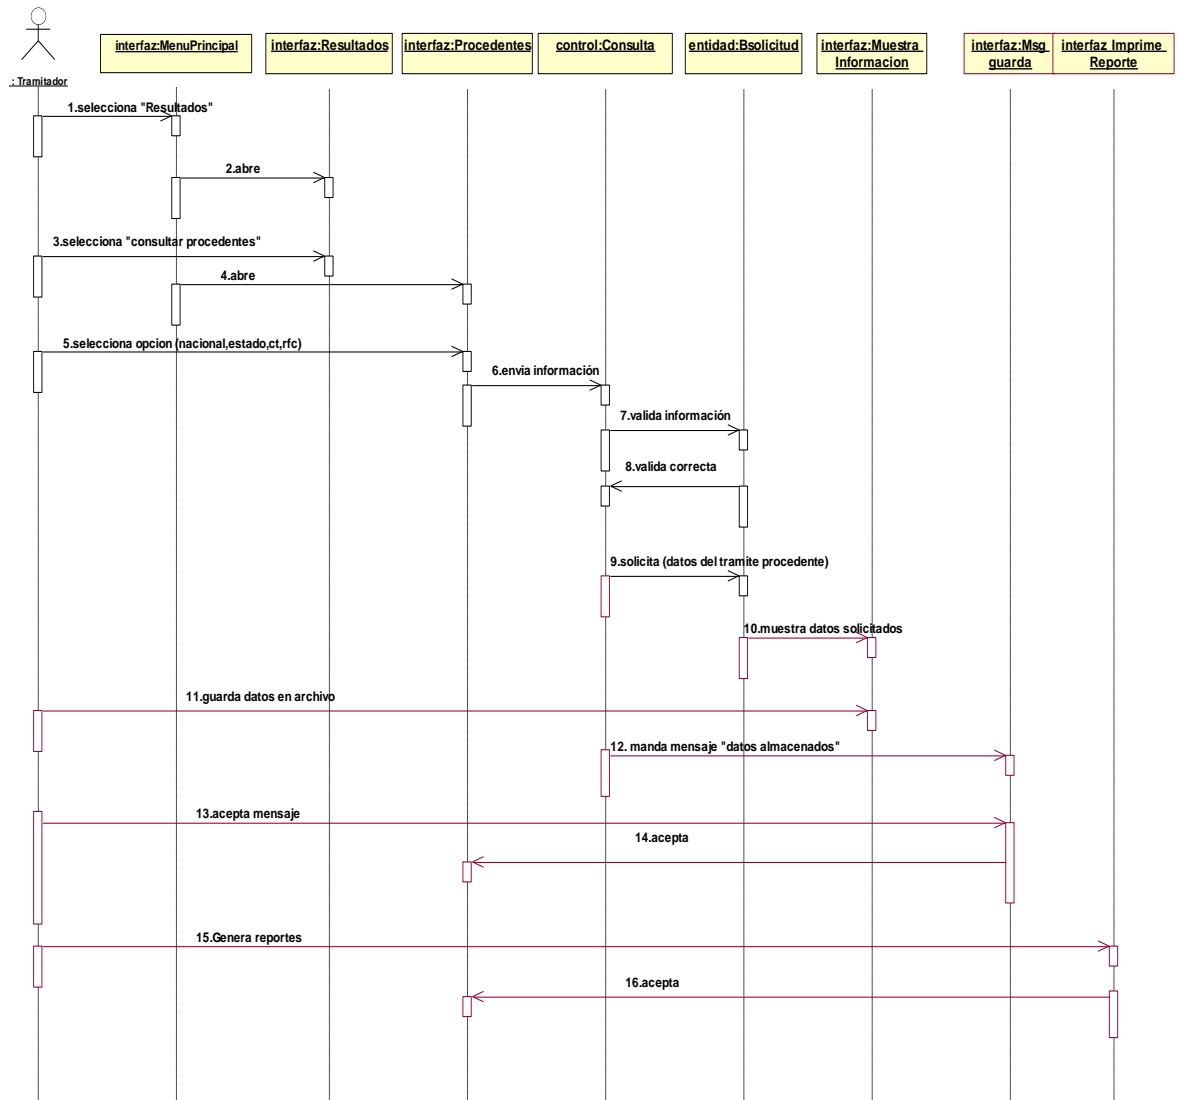 : Tramitador
interfaz:MenuPrincipal
interfaz:Resultados
interfaz:Procedentes
control:Consulta
entidad:Bsolicitud
interfaz:Muestra
Informacion
interfaz:Msg
guarda
interfaz Imprime
Reporte
1.selecciona "Resultados"
2.abre
3.selecciona "consultar procedentes"
4.abre
5.selecciona opcion (nacional,estado,ct,rfc)
6.envia información
7.valida información
8.valida correcta
9.solicita (datos del tramite procedente)
10.muestra datos solicitados
11.guarda datos en archivo
12. manda mensaje "datos almacenados"
13.acepta mensaje
14.acepta
15.Genera reportes
16.acepta